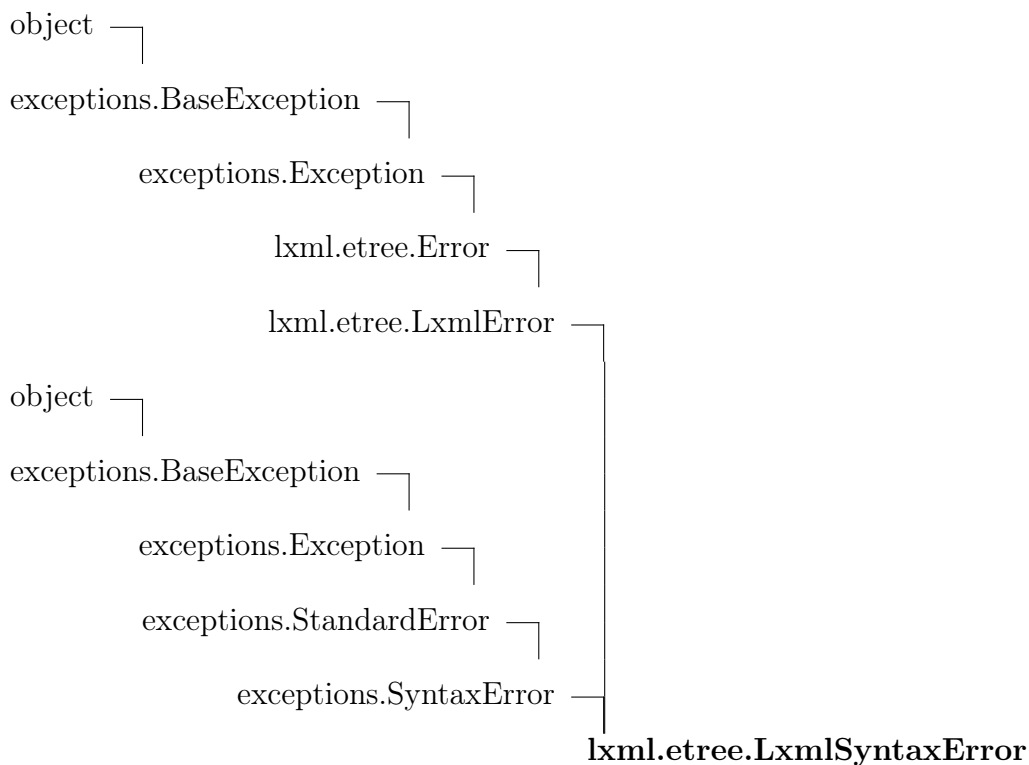 object
exceptions.BaseException
exceptions.Exception
lxml.etree.Error
lxml.etree.LxmlError
object
exceptions.BaseException
exceptions.Exception
exceptions.StandardError
exceptions.SyntaxError
lxml.etree.LxmlSyntaxError